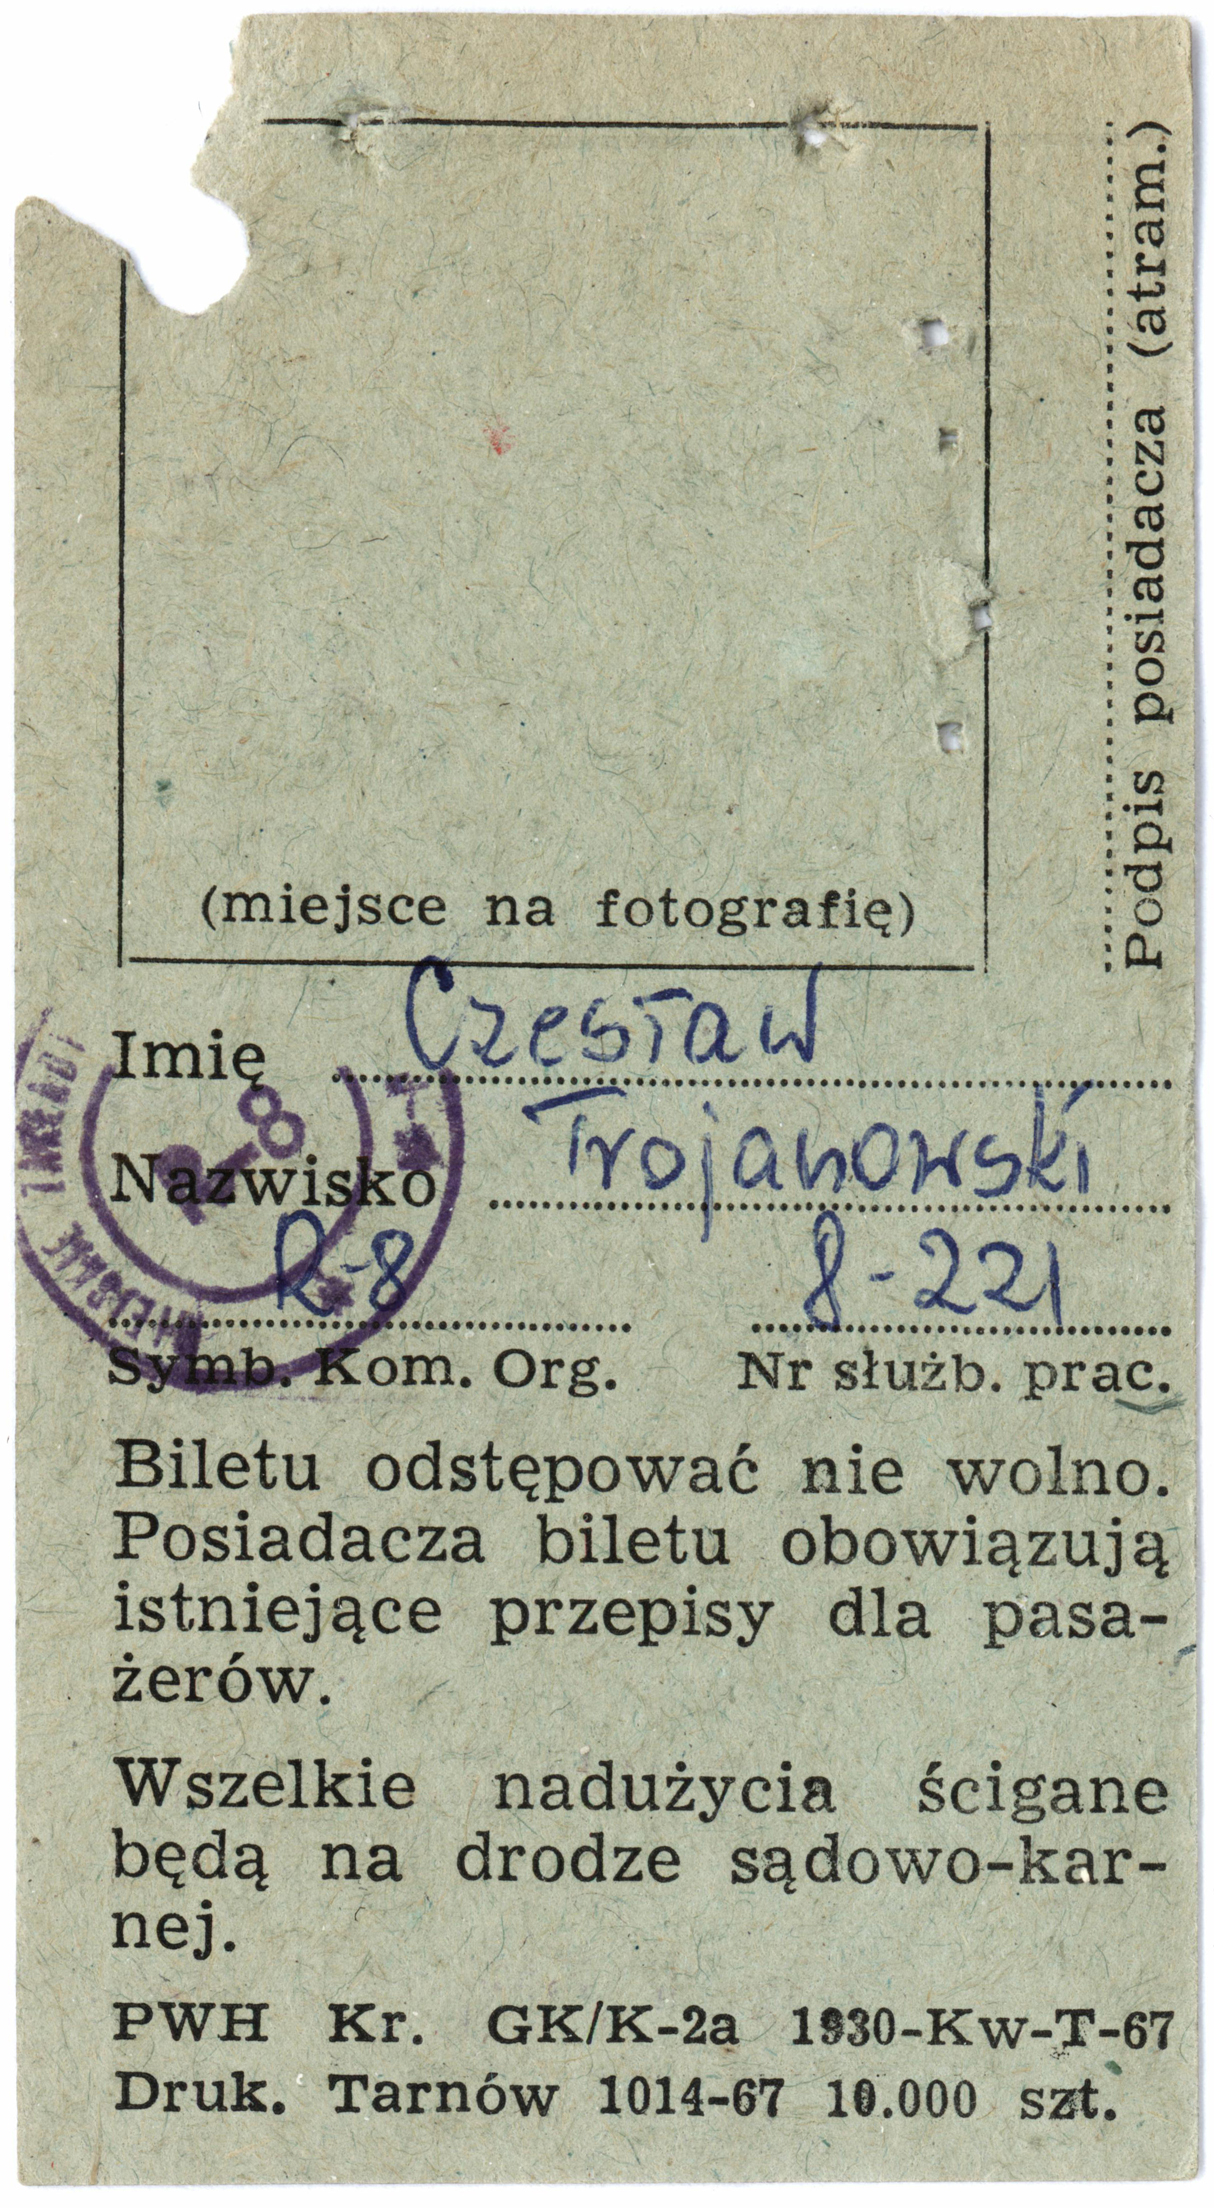 (miejsce na fotografię)
Podpis posiadacza (atram.)
Imię Czesław
Nazwisko Trojanowski
R-8 8-221
Symb. Kom. Org. Nr służb. prac.
R-8
Biletu odstępować nie wolno.
Posiadacza biletu obowiązują
istniejące przepisy dla pasa-
żerów.
Wszelkie nadużycia ścigane
będą na drodze sądowo-kar-
nej.
PWH Kr. GK/K-2a 1930-Kw-T-67
Druk. Tarnów 1014-67 10.000 szt.